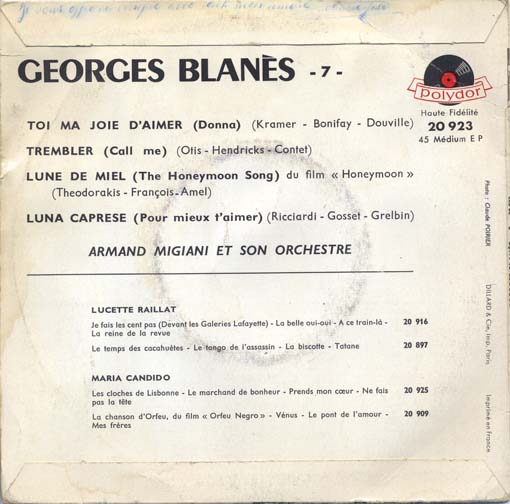 GEORGES BLANÈS - 7 -
polydor
Haute Fidélité
20 923
45 Médium E P
TOI MA JOIE D'AIMER (Donna) (Kramer - Bonifay - Douville)
TREMBLER (Call me) (Otis - Hendricks - Contet)
LUNE DE MIEL (The Honeymoon Song) du film « Honeymoon »
(Theodorakis - François - Amel)
LUNA CAPRESE (Pour mieux t'aimer) (Ricciardi - Gosset - Grelbin)
ARMAND MIGIANI ET SON ORCHESTRE
LUCETTE RAILLAT
Je fais les cent pas (Devant les Galeries Lafayette) - La belle oui-oui - A ce train-là - 20 916
La reine de la revue
Le temps des cacahuètes - Le tango de l'assassin - La biscotte - Tatane 20 897
MARIA CANDIDO
Les cloches de Lisbonne - Le marchand de bonheur - Prends mon cœur - Ne fais 20 925
pas la tête
La chanson d'Orfeu, du film « Orfeu Negro » - Vénus - Le pont de l'amour - 20 909
Mes frères
Photo : Claude POIRIER
DILLARD & Cie, Imp. Paris
Imprimé en France